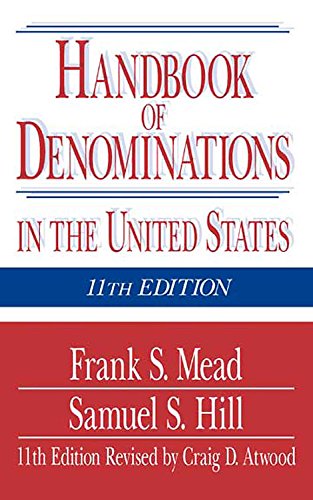 HANDBOOK
OF
DENOMINATIONS
IN THE UNITED STATES
11TH EDITION
Frank S. Mead
Samuel S. Hill
11th Edition Revised by Craig D. Atwood